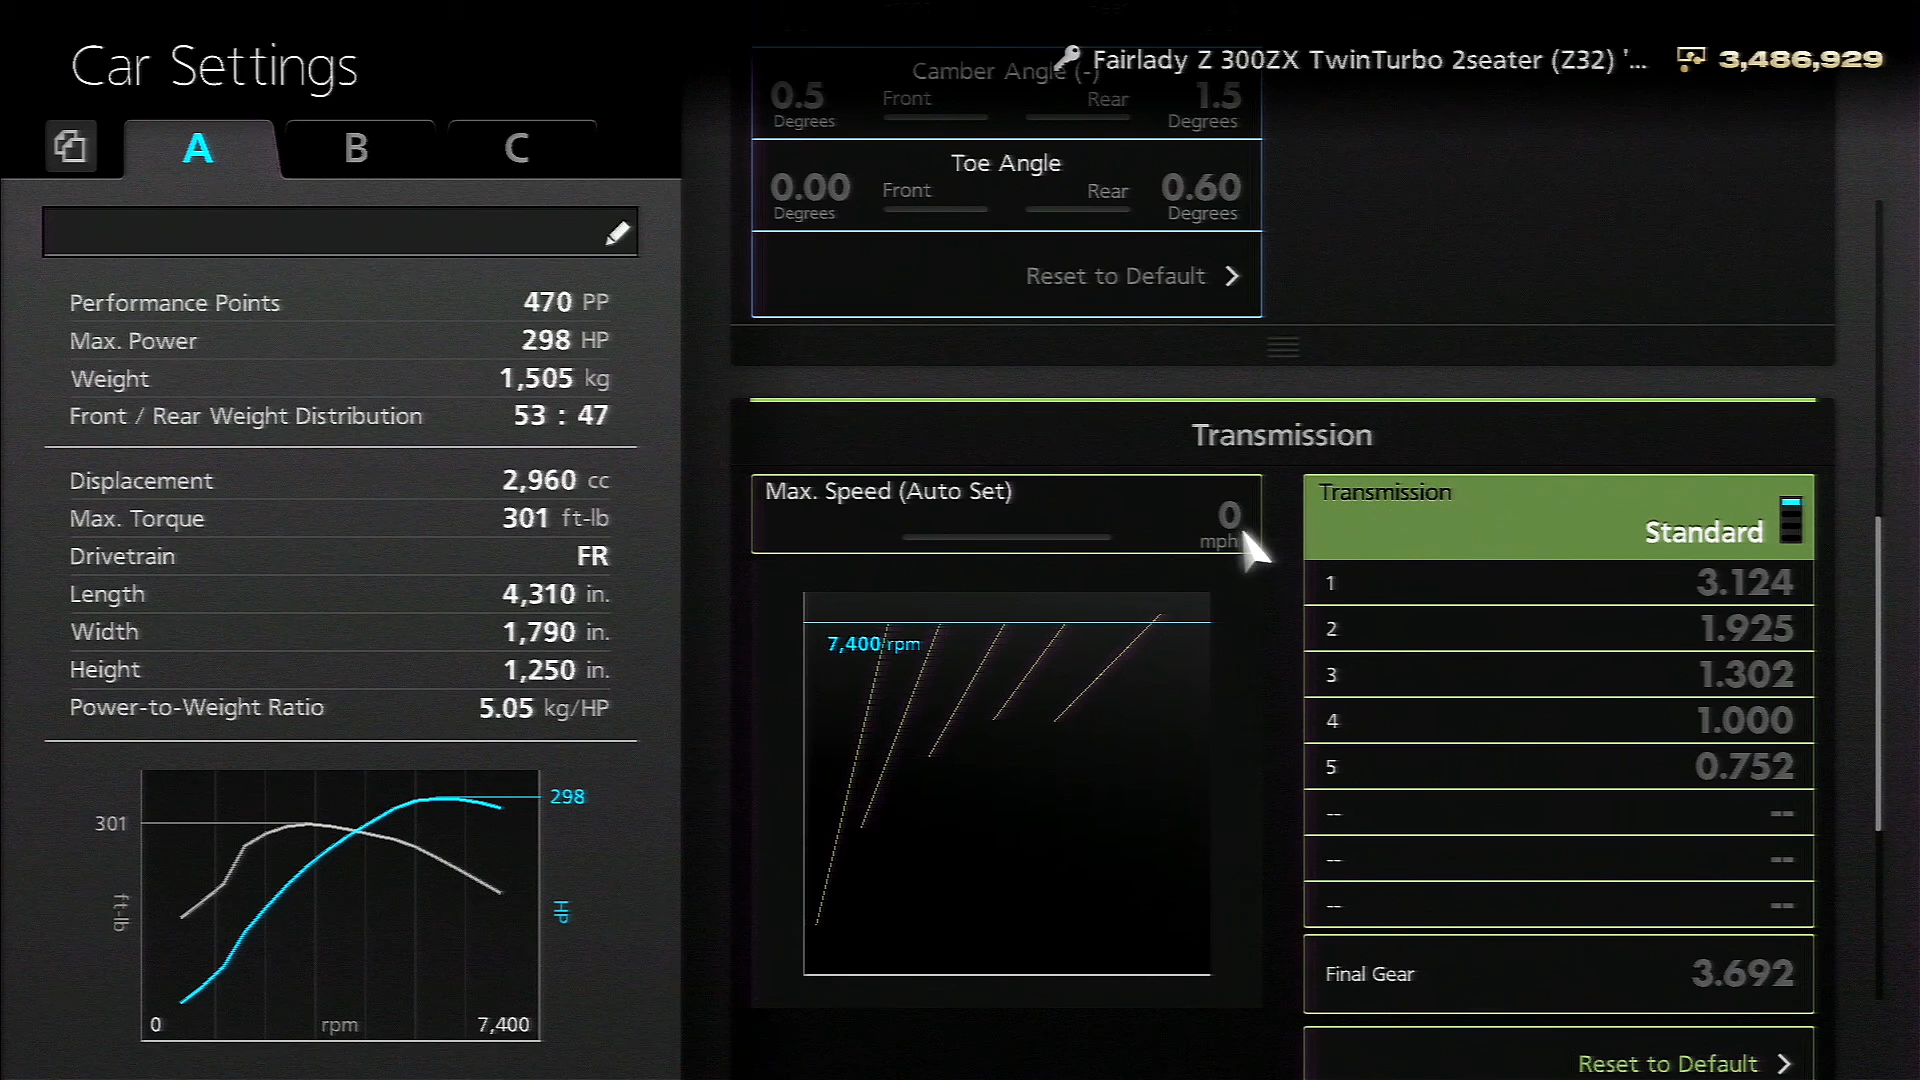 Car Settings
Fairlady Z 300ZX TwinTurbo 2seater (Z32) '...
3,486,929
A
B
C
Performance Points 470 PP
Max. Power 298 HP
Weight 1,505 kg
Front / Rear Weight Distribution 53 : 47
Displacement 2,960 cc
Max. Torque 301 ft-lb
Drivetrain FR
Length 4,310 in.
Width 1,790 in.
Height 1,250 in.
Power-to-Weight Ratio 5.05 kg/HP
298
301
ft-lb
HP
0 rpm 7,400
Camber Angle (-)
0.5 Front Rear 1.5
Degrees Degrees
Toe Angle
0.00 Front Rear 0.60
Degrees Degrees
Reset to Default
Transmission
Max. Speed (Auto Set)
0
mph
7,400 rpm
Transmission
Standard
1 3.124
2 1.925
3 1.302
4 1.000
5 0.752
-- --
-- --
-- --
Final Gear 3.692
Reset to Default